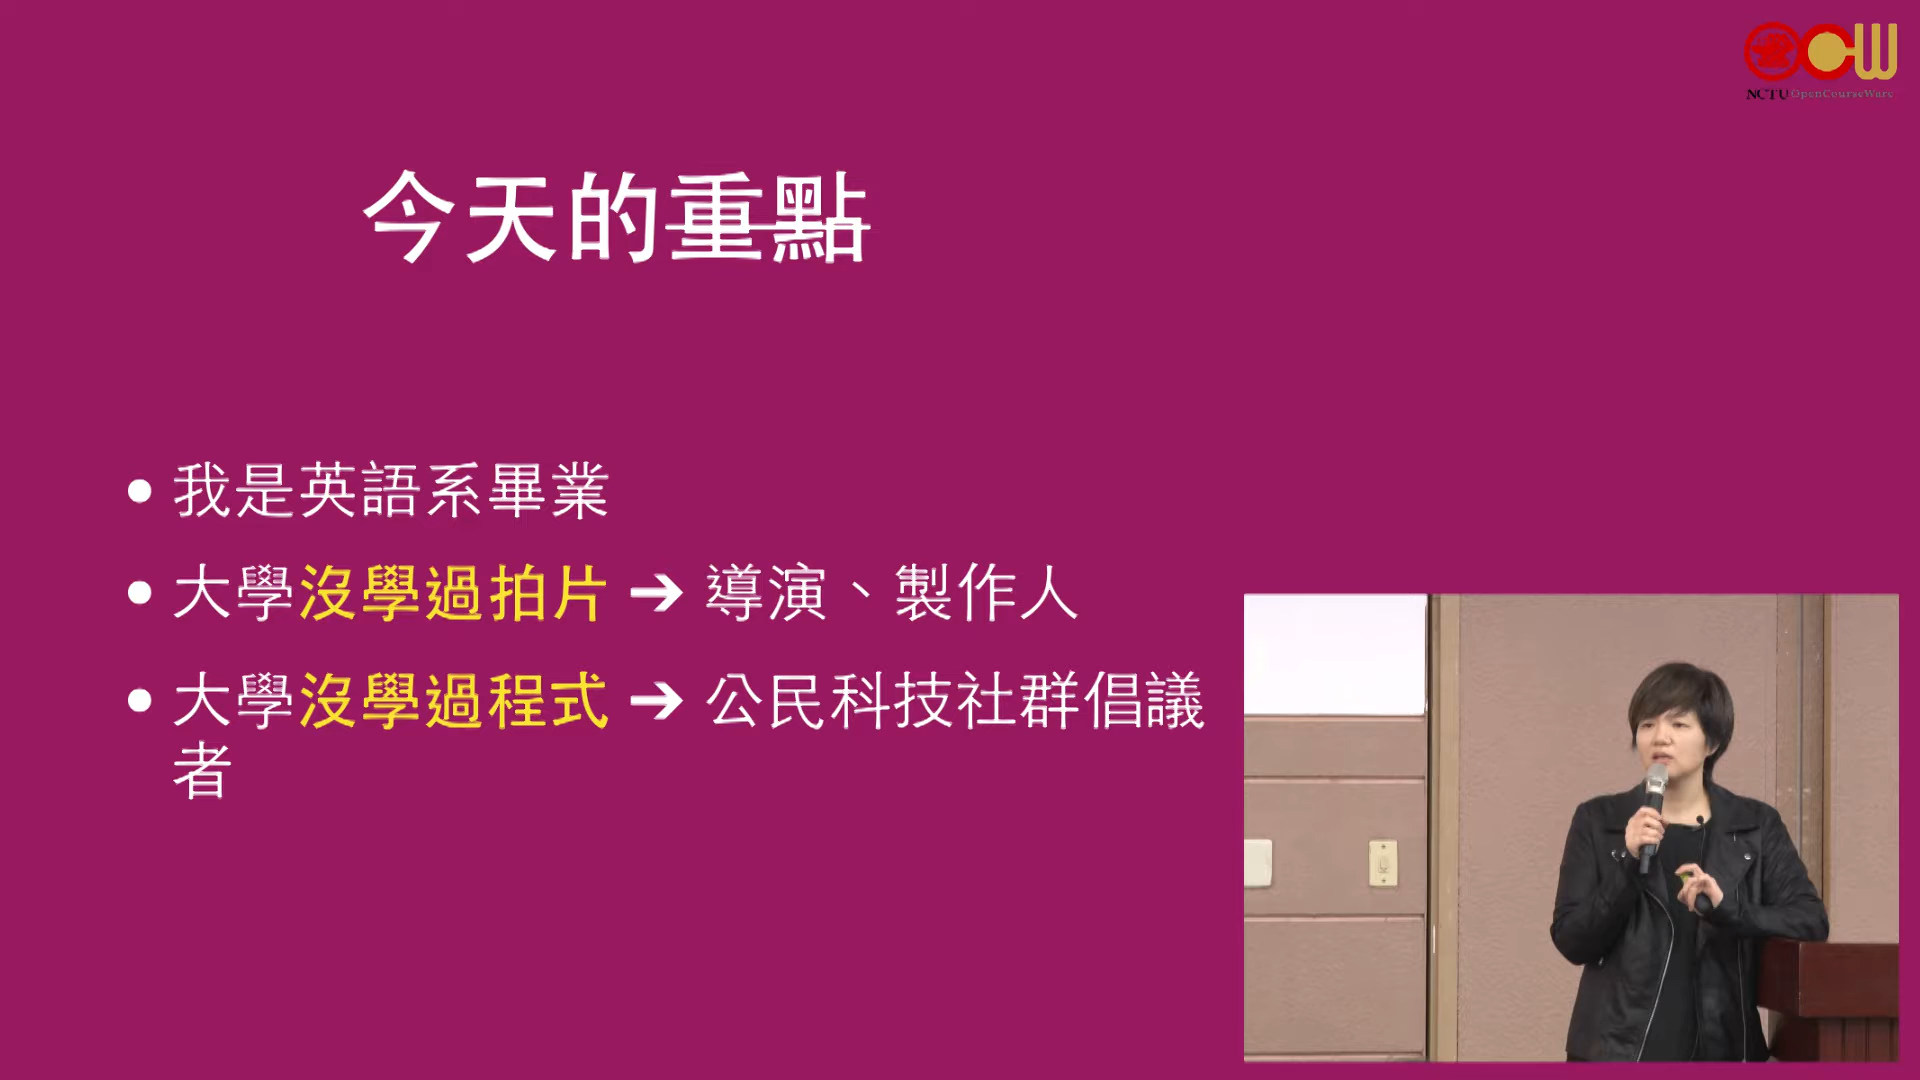 NCTU OpenCourseWare
今天的重點
• 我是英語系畢業
• 大學沒學過拍片 ➔ 導演、製作人
• 大學沒學過程式 ➔ 公民科技社群倡議
者